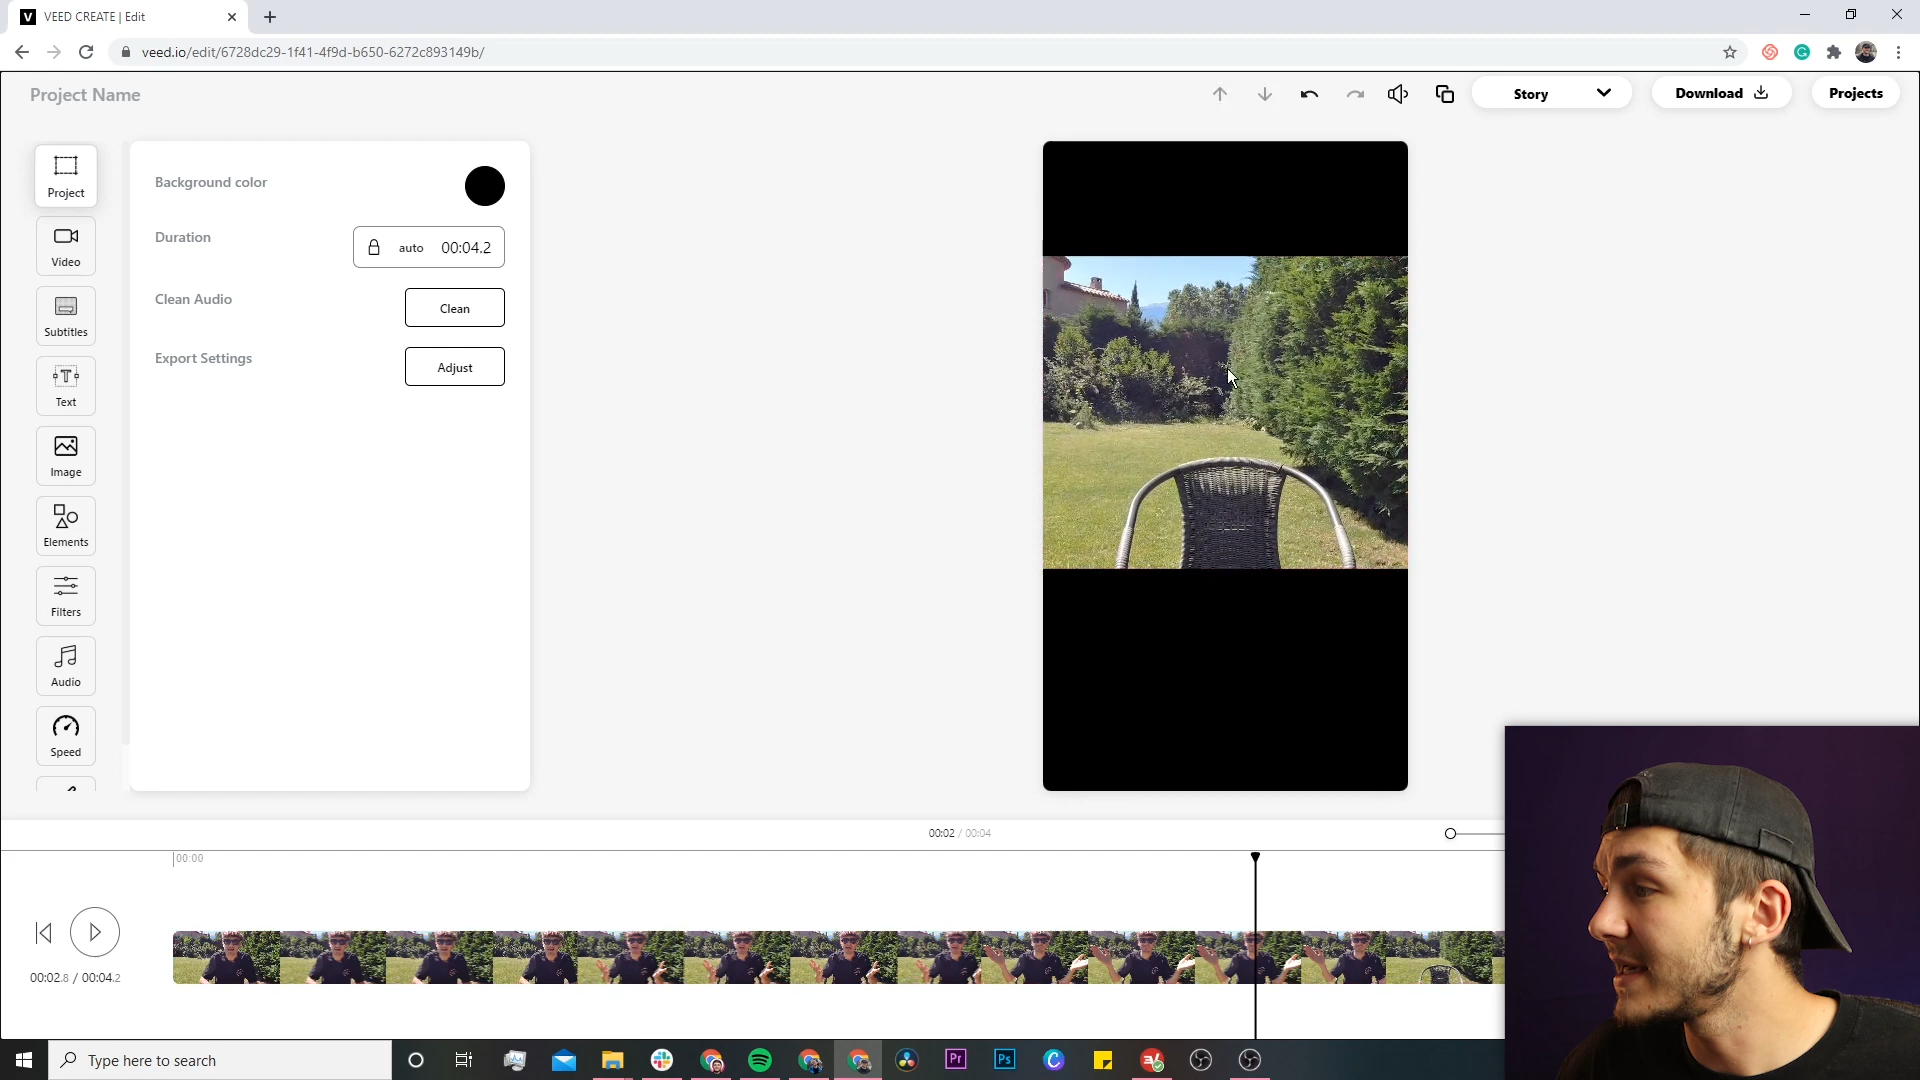 V VEED CREATE | Edit
veed.io/edit/6728dc29-1f41-4f9d-b650-6272c893149b/
Project Name
Story
Download
Projects
Project
Video
Subtitles
Text
Image
Elements
Filters
Audio
Speed
Background color
Duration
auto 00:04.2
Clean Audio
Clean
Export Settings
Adjust
00:02 / 00:04
00:00
00:02.8 / 00:04.2
Type here to search
Pr
Ps